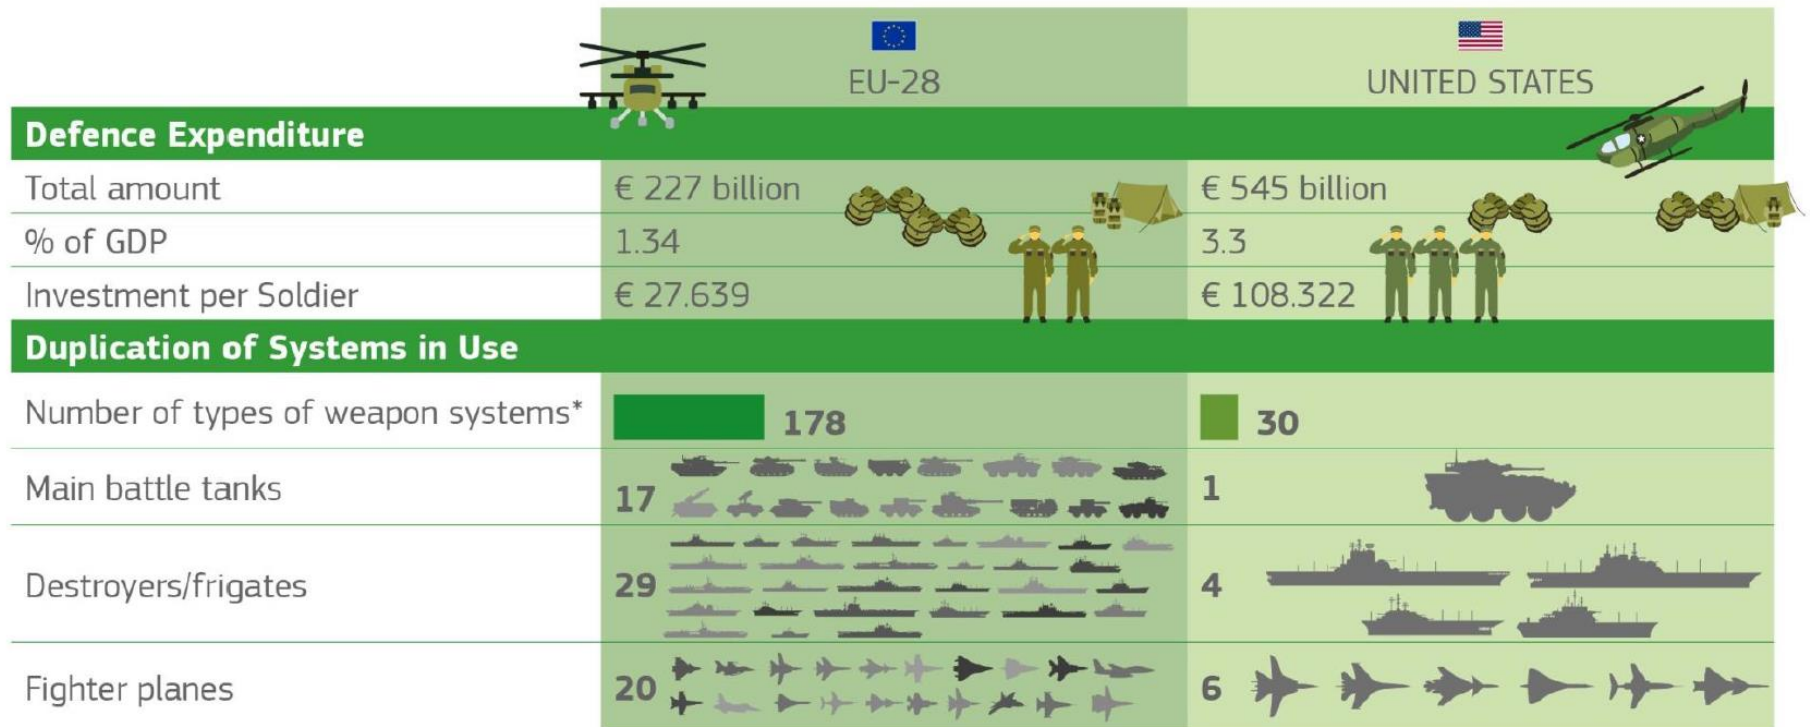 EU-28
UNITED STATES
Defence Expenditure
Total amount € 227 billion € 545 billion
% of GDP 1.34 3.3
Investment per Soldier € 27.639 € 108.322
Duplication of Systems in Use
Number of types of weapon systems* 178 30
Main battle tanks 17 1
Destroyers/frigates 29 4
Fighter planes 20 6